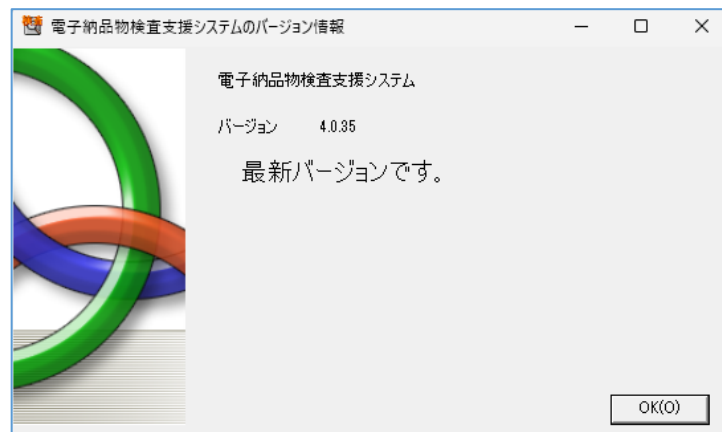 電子納品物検査支援システムのバージョン情報
電子納品物検査支援システム
バージョン 4.0.35
最新バージョンです。
OK(O)